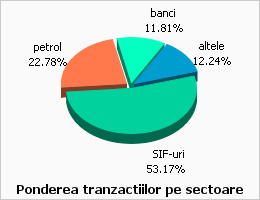 banci
11.81%
petrol
22.78%
altele
12.24%
SIF-uri
53.17%
Ponderea tranzactiilor pe sectoare